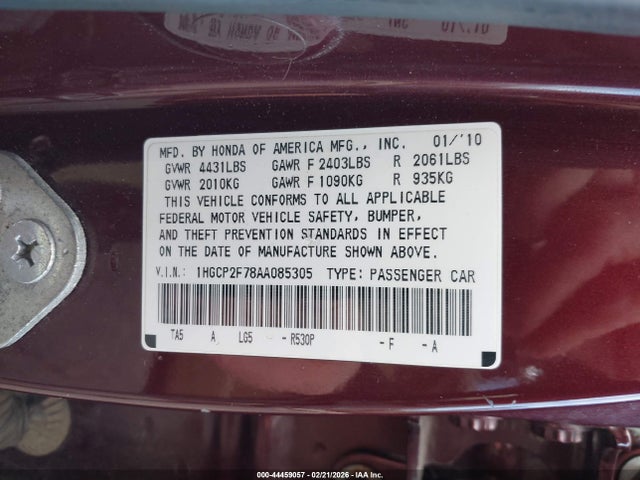 MFD. BY HONDA OF AMERICA MFG., INC. 01/'10
GVWR 4431LBS GAWR F 2403LBS R 2061LBS
GVWR 2010KG GAWR F 1090KG R 935KG
THIS VEHICLE CONFORMS TO ALL APPLICABLE
FEDERAL MOTOR VEHICLE SAFETY, BUMPER,
AND THEFT PREVENTION STANDARDS IN EFFECT
ON THE DATE OF MANUFACTURE SHOWN ABOVE.
V.I.N.: 1HGCP2F78AA085305 TYPE: PASSENGER CAR
TA5 A LG5 - R530P - F - A
000-44459057 - 02/21/2026 - Copyright © IAA, LLC